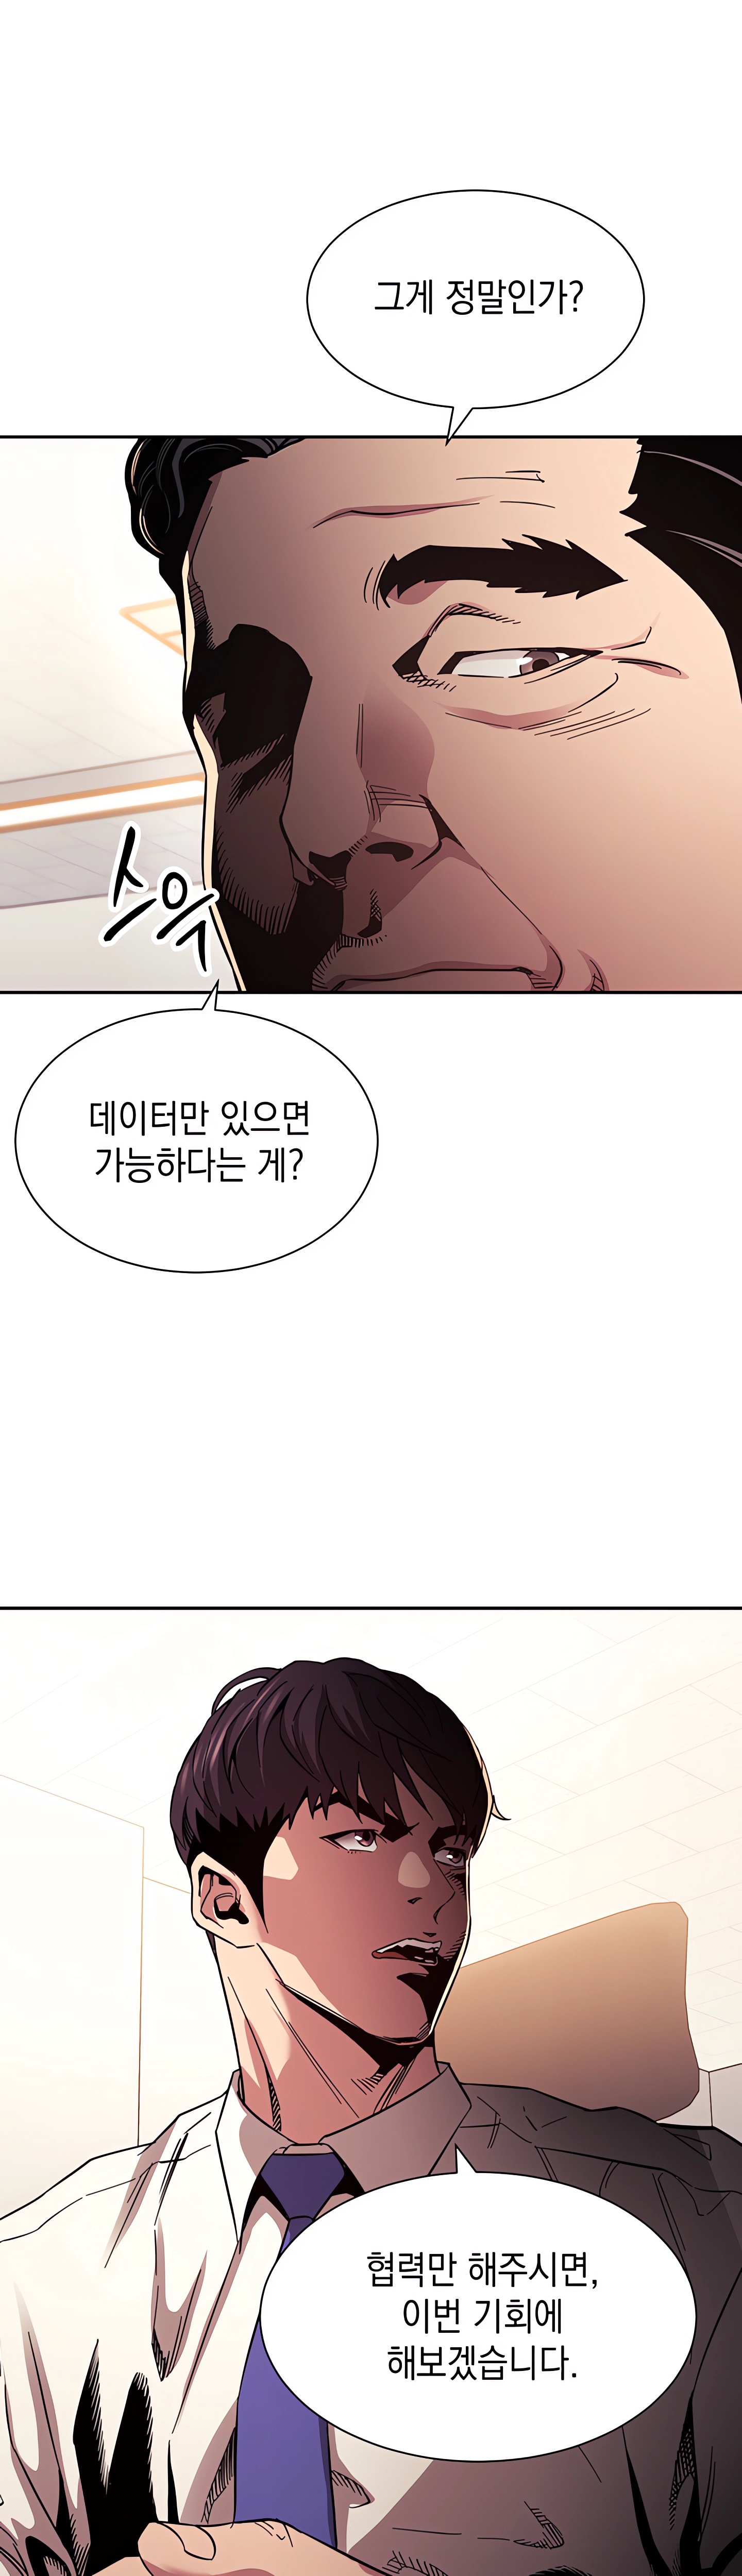 그게 정말인가?
스윽
데이터만 있으면
가능하다는 게?
협력만 해주시면,
이번 기회에
해보겠습니다.